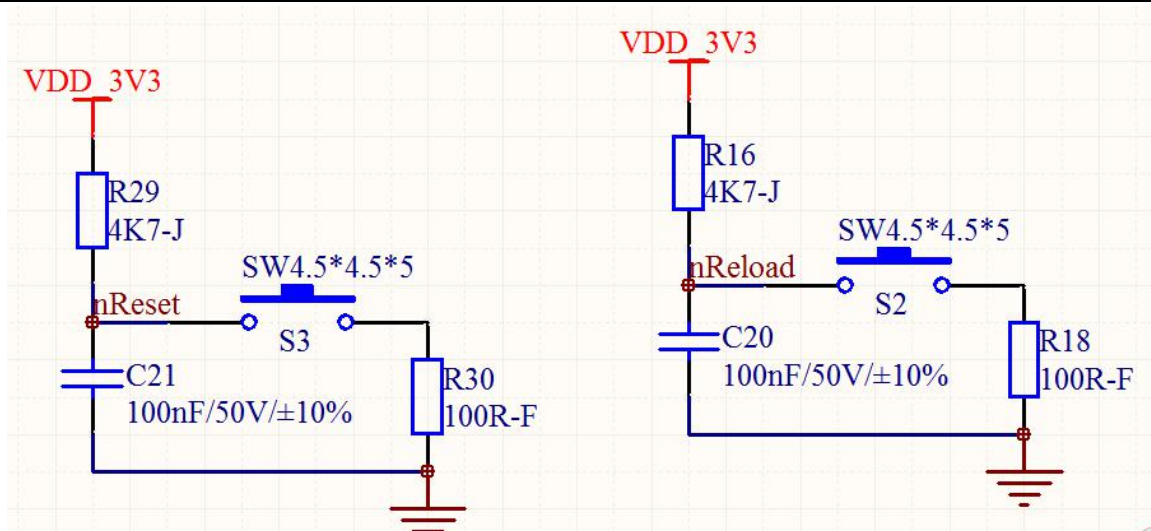 VDD_3V3
R29
4K7-J
SW4.5*4.5*5
nReset
S3
C21
100nF/50V/±10%
R30
100R-F
VDD_3V3
R16
4K7-J
SW4.5*4.5*5
nReload
S2
C20
100nF/50V/±10%
R18
100R-F